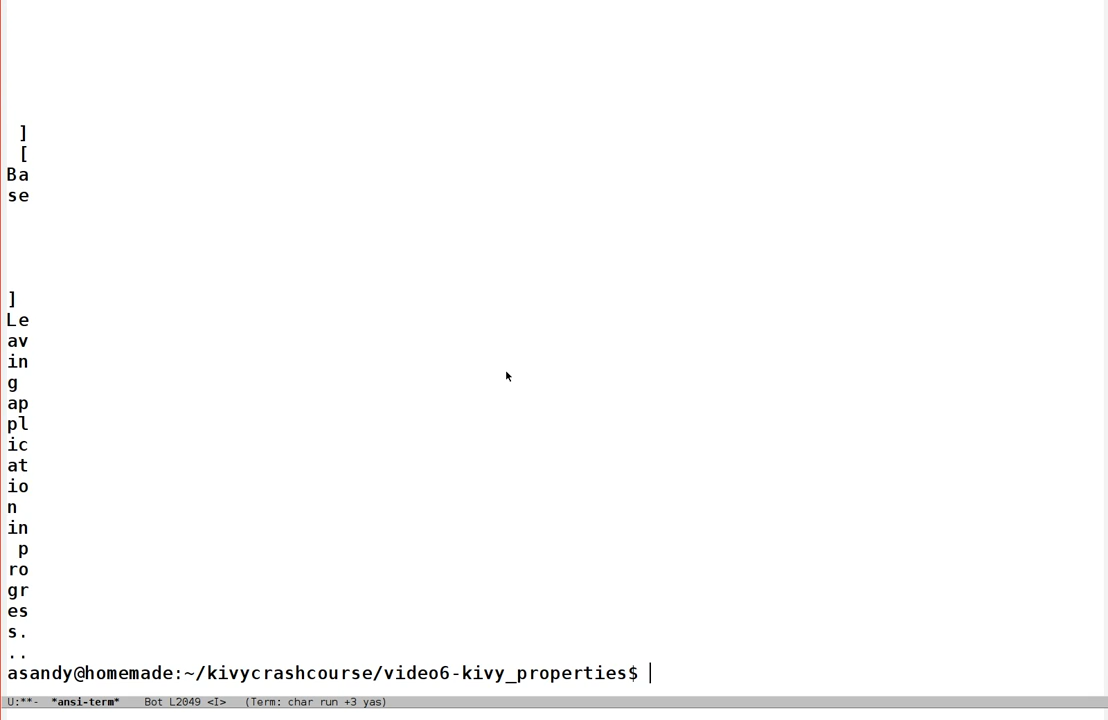 ]
[
Ba
se
]
Le
av
in
g
ap
pl
ic
at
io
n
in
p
ro
gr
es
s.
..
asandy@homemade:~/kivycrashcourse/video6-kivy_properties$
U:**-  *ansi-term*   Bot L2049 <I>   (Term: char run +3 yas)